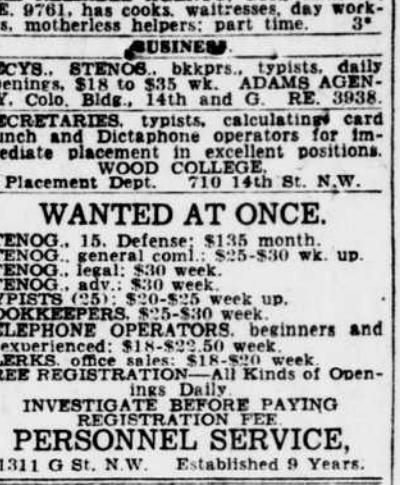 E. 9761, has cooks, waitresses, day work-
s, motherless helpers; part time. 3*
BUSINESS.
CYS., STENOS., bkkprs., typists, daily
enings, $18 to $35 wk. ADAMS AGEN-
Y. Colo. Bldg., 14th and G. RE. 3938.
ECRETARIES, typists, calculating card
unch and Dictaphone operators for im-
ediate placement in excellent positions.
WOOD COLLEGE,
Placement Dept. 710 14th St. N.W.
WANTED AT ONCE.
TENOG., 15, Defense; $135 month.
TENOG., general coml.; $25-$30 wk. up.
TENOG., legal; $30 week.
TENOG., adv.; $30 week.
YPISTS (25); $20-$25 week up.
OOKKEEPERS, $25-$30 week.
ELEPHONE OPERATORS, beginners and
experienced; $18-$22.50 week.
LERKS, office sales; $18-$20 week.
REE REGISTRATION—All Kinds of Open-
ings Daily.
INVESTIGATE BEFORE PAYING
REGISTRATION FEE.
PERSONNEL SERVICE,
1311 G St. N.W. Established 9 Years.